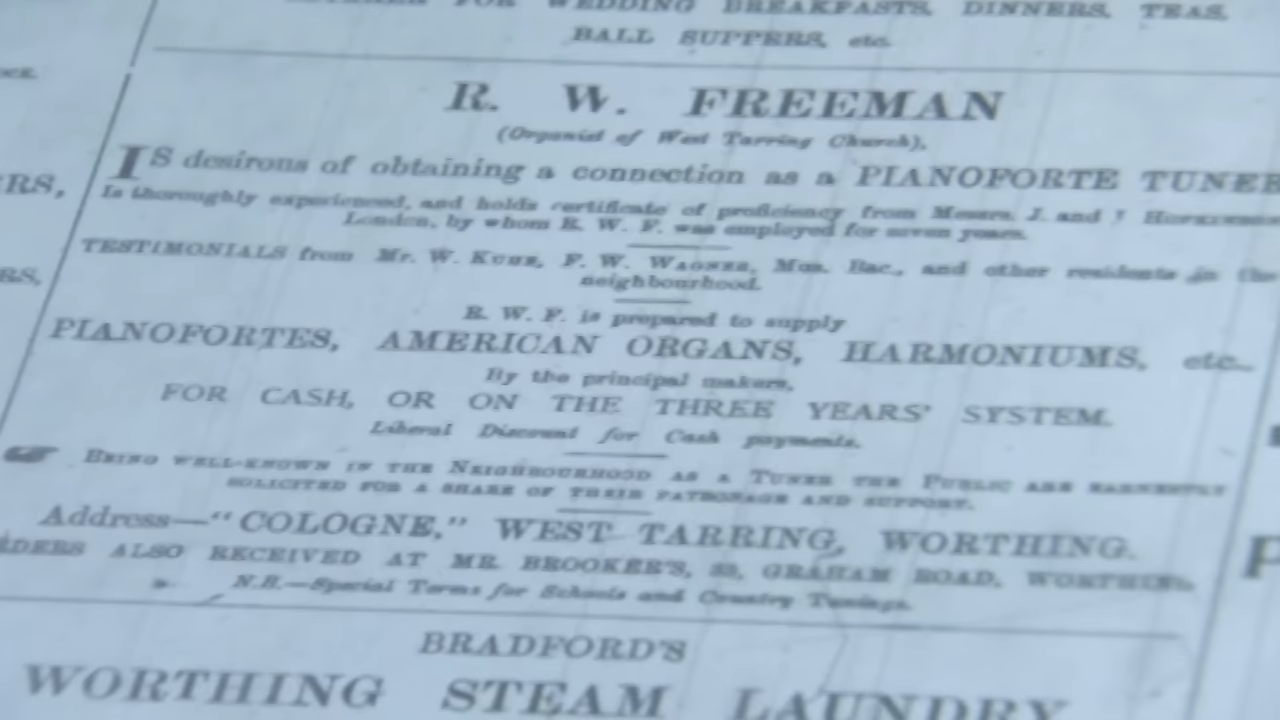 FOR WEDDING BREAKFASTS, DINNERS, TEAS,
BALL SUPPERS, etc.
R. W. FREEMAN
(Organist of West Tarring Church),
IS desirous of obtaining a connection as a PIANOFORTE TUNER
Is thoroughly experienced, and holds certificate of proficiency from Messrs. J. and
London, by whom R. W. F. was employed for seven years.
TESTIMONIALS from Mr. W. KUHE, F. W. WAGNER, Mus. Bac., and other residents in the
neighbourhood.
R. W. F. is prepared to supply
PIANOFORTES, AMERICAN ORGANS, HARMONIUMS, etc.,
By the principal makers,
FOR CASH, OR ON THE THREE YEARS' SYSTEM.
Liberal Discount for Cash payments.
BEING WELL-KNOWN IN THE NEIGHBOURHOOD AS A TUNER THE PUBLIC ARE EARNESTLY
SOLICITED FOR A SHARE OF THEIR PATRONAGE AND SUPPORT.
Address—"COLOGNE," WEST TARRING, WORTHING.
RDERS ALSO RECEIVED AT MR. BROOKER'S, GRAHAM ROAD, WORTHING.
N.B.—Special Terms for Schools and Country Tunings.
BRADFORD'S
WORTHING STEAM LAUNDRY
RS,
RS,